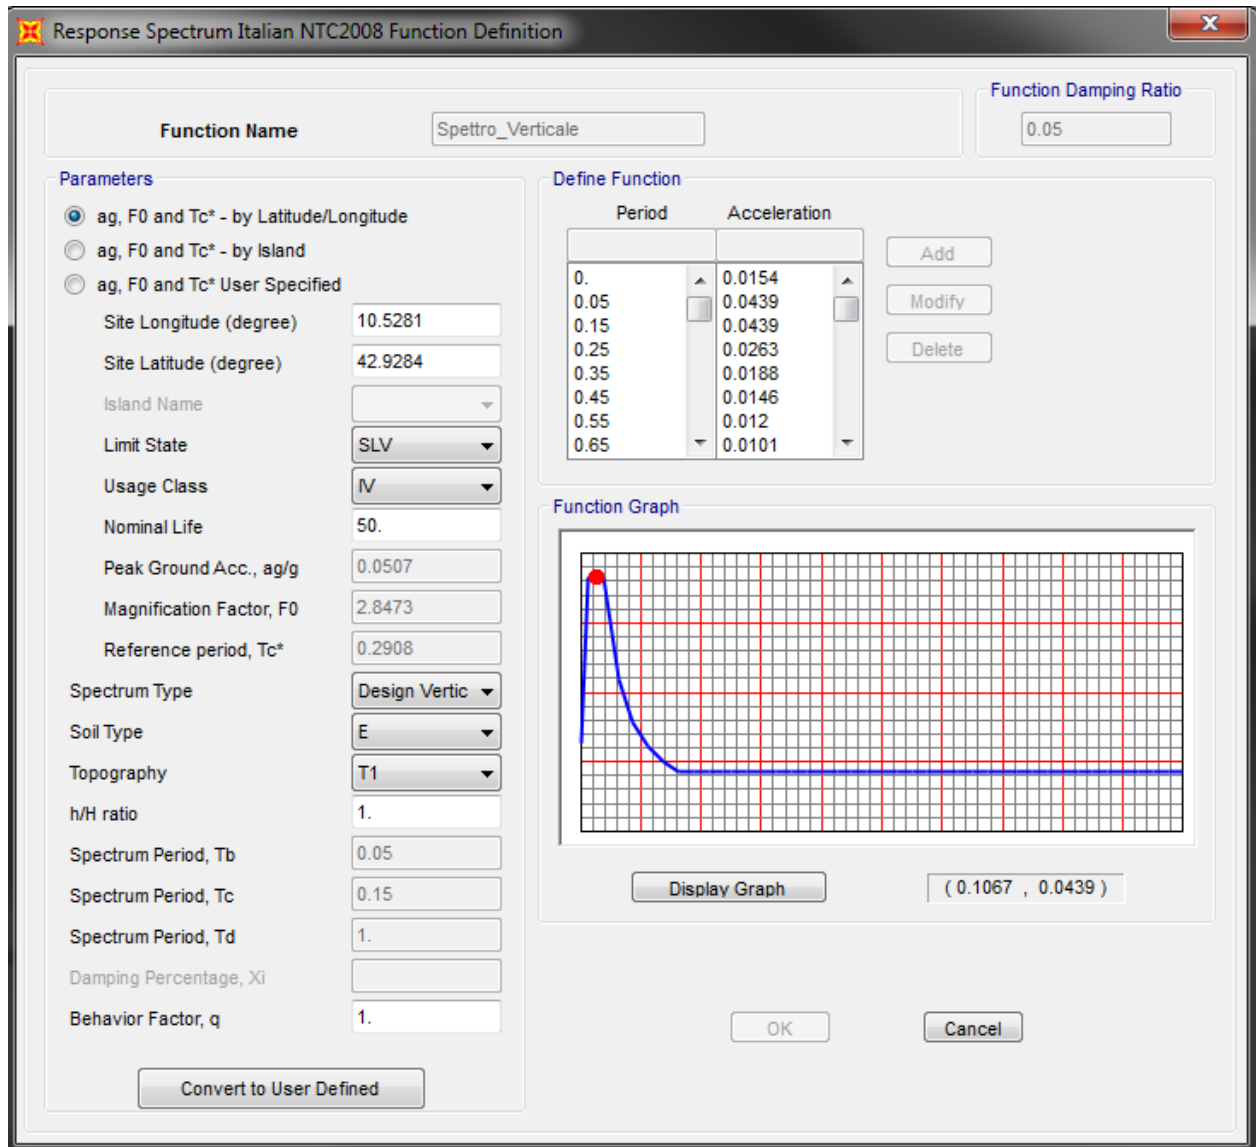 Response Spectrum Italian NTC2008 Function Definition
x
Function Name
Spettro_Verticale
Function Damping Ratio
0.05
Parameters
ag, F0 and Tc* - by Latitude/Longitude
ag, F0 and Tc* - by Island
ag, F0 and Tc* User Specified
Site Longitude (degree) 10.5281
Site Latitude (degree) 42.9284
Island Name
Limit State SLV
Usage Class IV
Nominal Life 50.
Peak Ground Acc., ag/g 0.0507
Magnification Factor, F0 2.8473
Reference period, Tc* 0.2908
Spectrum Type Design Vertic
Soil Type E
Topography T1
h/H ratio 1.
Spectrum Period, Tb 0.05
Spectrum Period, Tc 0.15
Spectrum Period, Td 1.
Damping Percentage, Xi
Behavior Factor, q 1.
Convert to User Defined
Define Function
Period Acceleration
0. 0.0154
0.05 0.0439
0.15 0.0439
0.25 0.0263
0.35 0.0188
0.45 0.0146
0.55 0.012
0.65 0.0101
Add
Modify
Delete
Function Graph
Display Graph
( 0.1067 , 0.0439 )
OK
Cancel